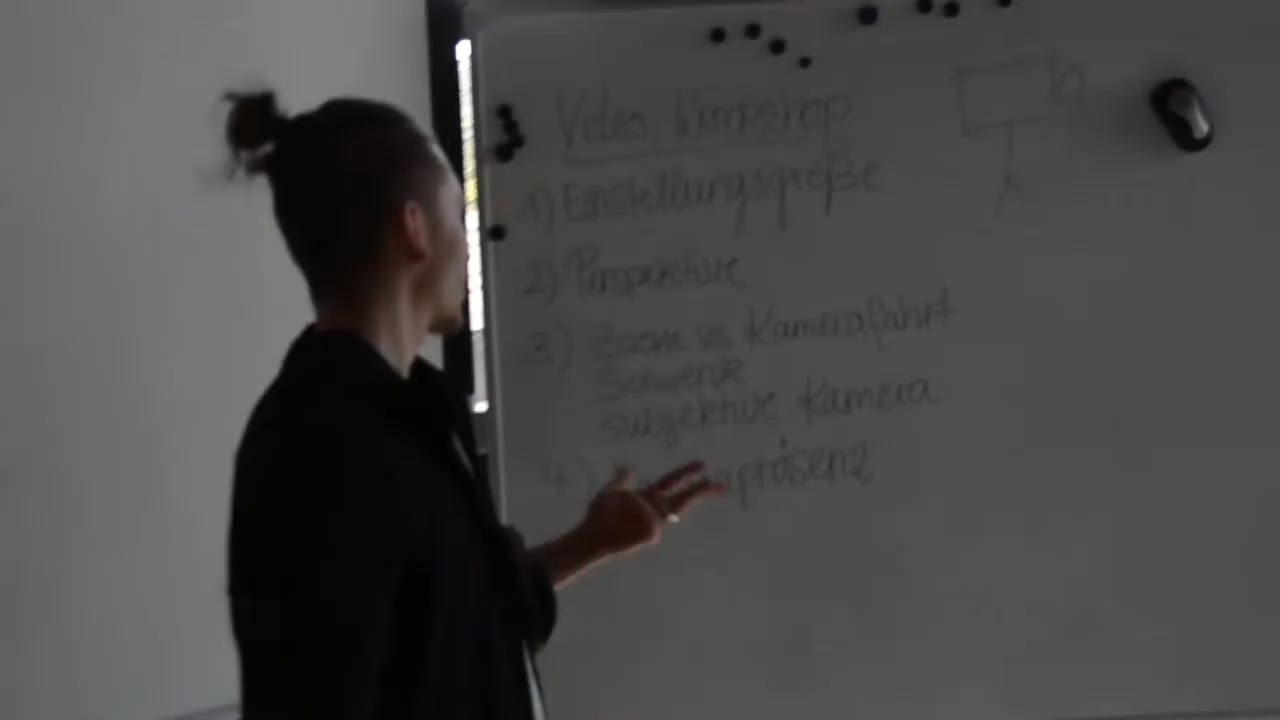 Video Workshop
1) Einstellungsgröße
2) Perspektive
3) Zoom vs Kamerafahrt
Schwenk
subjektive Kamera
4)